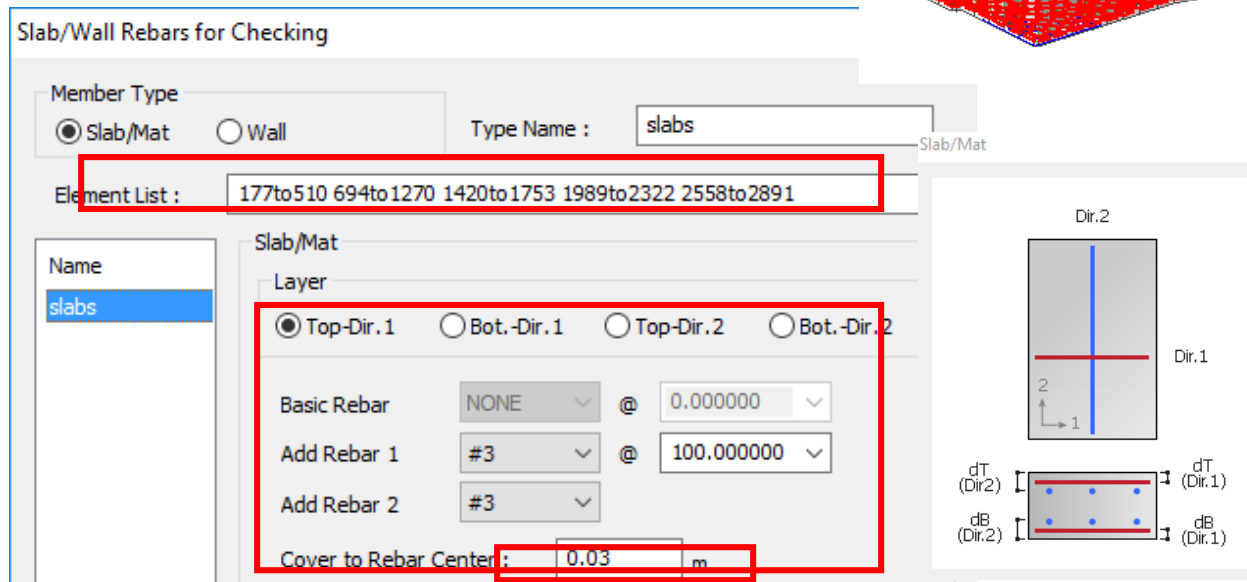 Slab/Wall Rebars for Checking
Member Type
Slab/Mat
Wall
Type Name :
slabs
Element List :
177to510 694to1270 1420to1753 1989to2322 2558to2891
Name
slabs
Slab/Mat
Layer
Top-Dir.1
Bot.-Dir.1
Top-Dir.2
Bot.-Dir.2
Basic Rebar
NONE
@
0.000000
Add Rebar 1
#3
@
100.000000
Add Rebar 2
#3
Cover to Rebar Center :
0.03
m
Slab/Mat
Dir.2
Dir.1
2
1
dT
(Dir2)
dT
(Dir.1)
dB
(Dir.2)
dB
(Dir.1)